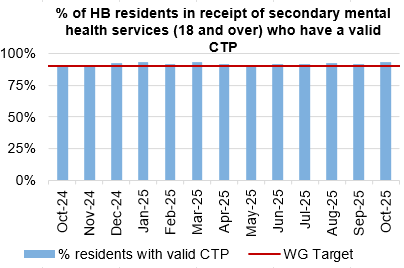 % of HB residents in receipt of secondary mental
health services (18 and over) who have a valid
CTP
100%
75%
50%
25%
0%
Oct-24
Nov-24
Dec-24
Jan-25
Feb-25
Mar-25
Apr-25
May-25
Jun-25
Jul-25
Aug-25
Sep-25
Oct-25
% residents with valid CTP
WG Target